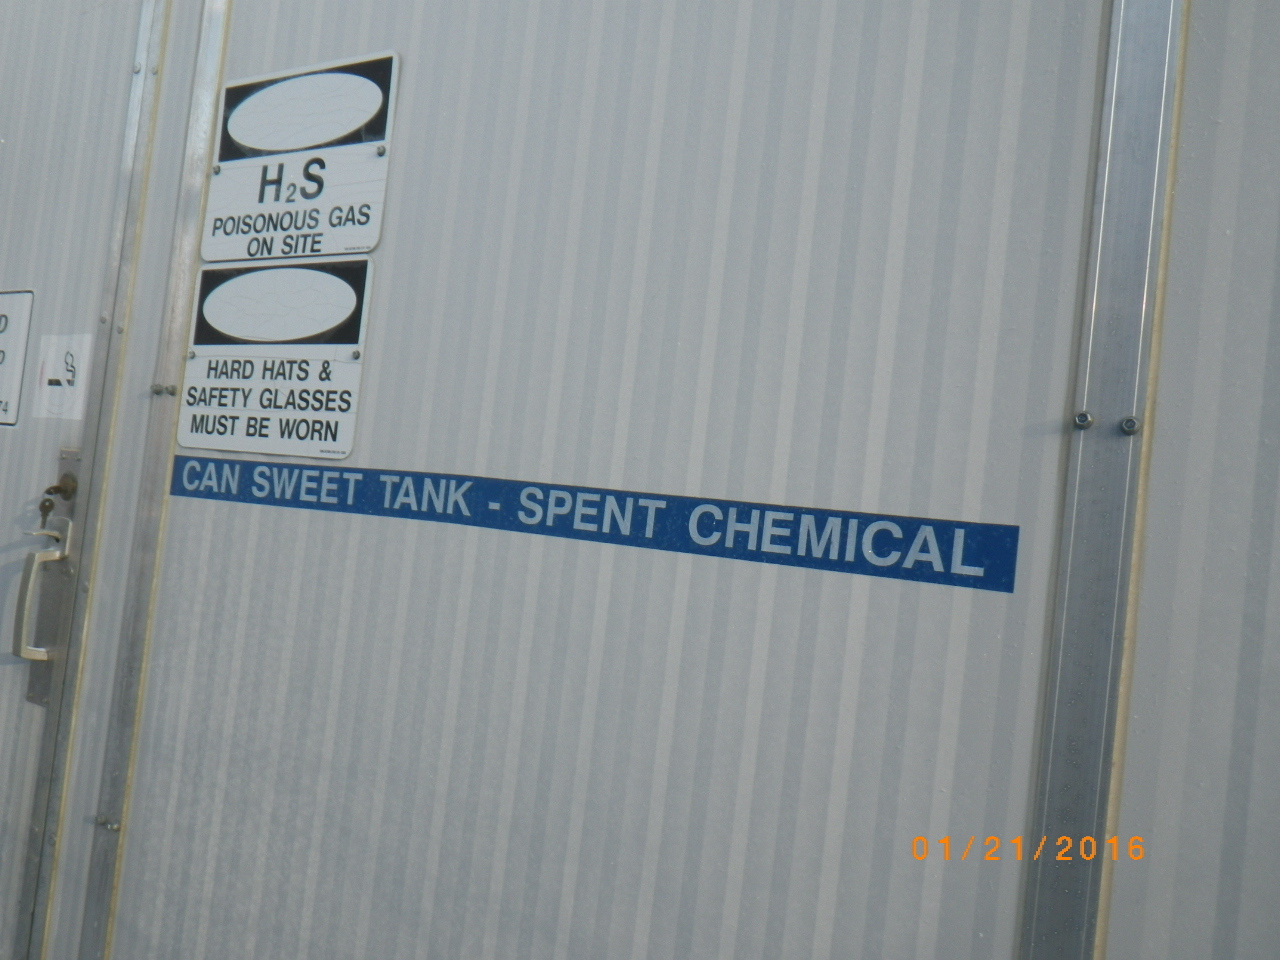 H2S
POISONOUS GAS
ON SITE
HARD HATS &
SAFETY GLASSES
MUST BE WORN
CAN SWEET TANK - SPENT CHEMICAL
01/21/2016